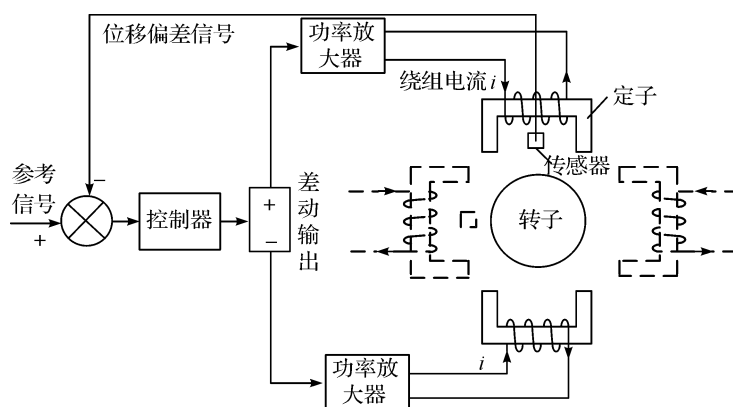 位移偏差信号
功率放
大器
绕组电流i
定子
传感器
参考
信号
−
+
控制器
+
−
差
动
输
出
转子
功率放
大器
i